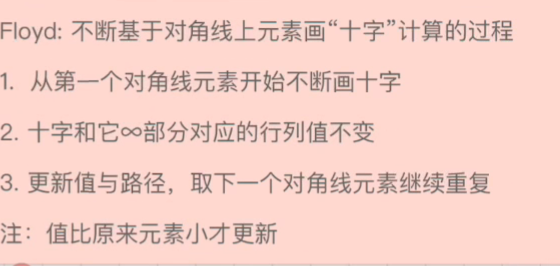 Floyd: 不断基于对角线上元素画“十字”计算的过程
1. 从第一个对角线元素开始不断画十字
2. 十字和它∞部分对应的行列值不变
3. 更新值与路径，取下一个对角线元素继续重复
注：值比原来元素小才更新